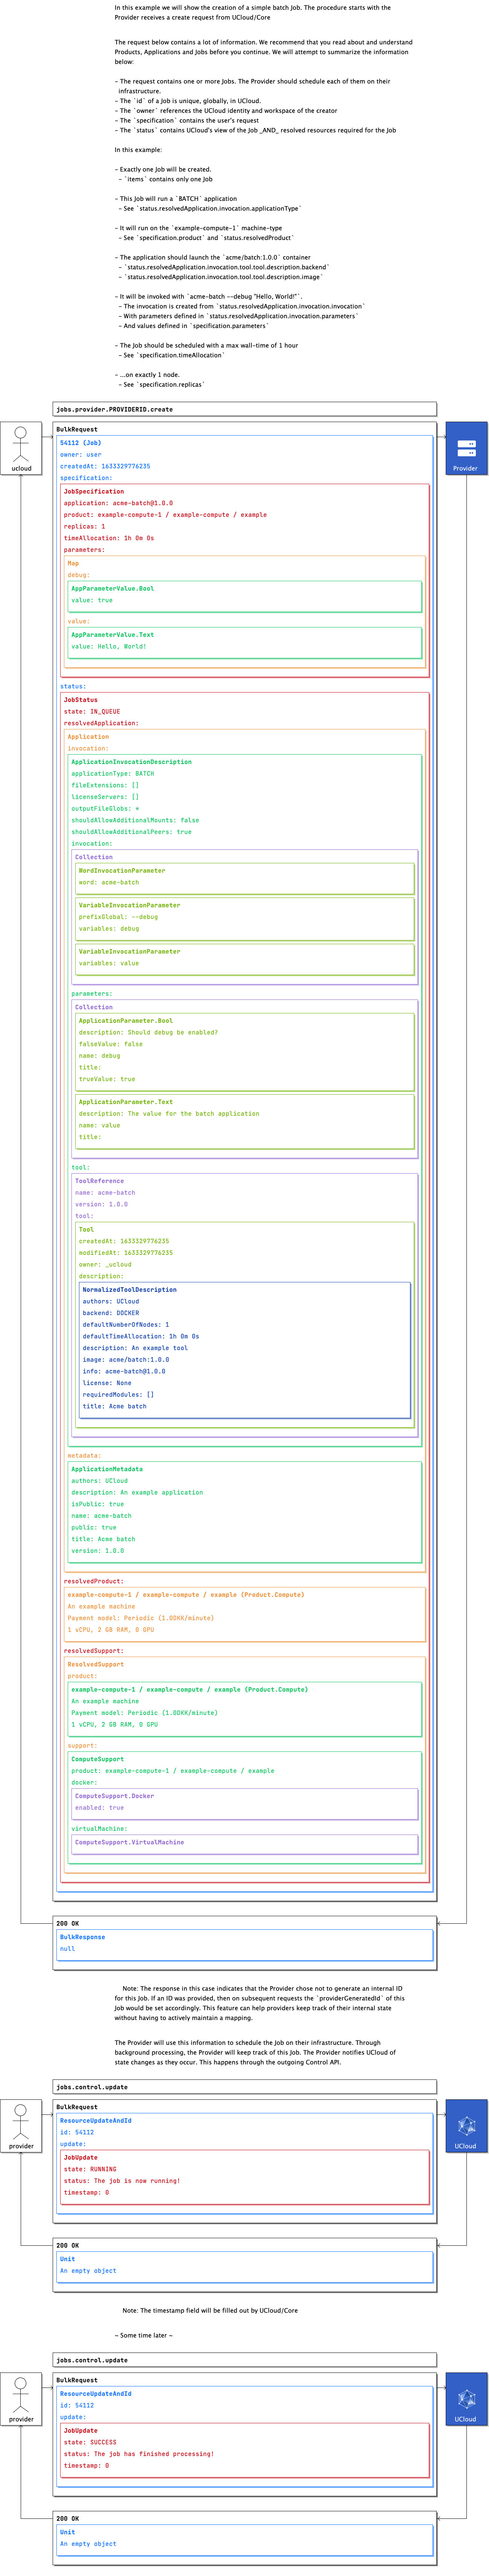 In this example we will show the creation of a simple batch Job. The procedure starts with the
Provider receives a create request from UCloud/Core
The request below contains a lot of information. We recommend that you read about and understand
Products, Applications and Jobs before you continue. We will attempt to summarize the information
below:
- The request contains one or more Jobs. The Provider should schedule each of them on their
infrastructure.
- The `id` of a Job is unique, globally, in UCloud.
- The `owner` references the UCloud identity and workspace of the creator
- The `specification` contains the user's request
- The `status` contains UCloud's view of the Job _AND_ resolved resources required for the Job
In this example:
- Exactly one Job will be created.
- `items` contains only one Job
- This Job will run a `BATCH` application
- See `status.resolvedApplication.invocation.applicationType`
- It will run on the `example-compute-1` machine-type
- See `specification.product` and `status.resolvedProduct`
- The application should launch the `acme/batch:1.0.0` container
- `status.resolvedApplication.invocation.tool.tool.description.backend`
- `status.resolvedApplication.invocation.tool.tool.description.image`
- It will be invoked with `acme-batch --debug "Hello, World!"`.
- The invocation is created from `status.resolvedApplication.invocation.invocation`
- With parameters defined in `status.resolvedApplication.invocation.parameters`
- And values defined in `specification.parameters`
- The Job should be scheduled with a max wall-time of 1 hour
- See `specification.timeAllocation`
- ...on exactly 1 node.
- See `specification.replicas`
jobs.provider.PROVIDERID.create
ucloud
Provider
BulkRequest
54112 (Job)
owner: user
createdAt: 1633329776235
specification:
JobSpecification
application: acme-batch@1.0.0
product: example-compute-1 / example-compute / example
replicas: 1
timeAllocation: 1h 0m 0s
parameters:
Map
debug:
AppParameterValue.Bool
value: true
value:
AppParameterValue.Text
value: Hello, World!
status:
JobStatus
state: IN_QUEUE
resolvedApplication:
Application
invocation:
ApplicationInvocationDescription
applicationType: BATCH
fileExtensions: []
licenseServers: []
outputFileGlobs: *
shouldAllowAdditionalMounts: false
shouldAllowAdditionalPeers: true
invocation:
Collection
WordInvocationParameter
word: acme-batch
VariableInvocationParameter
prefixGlobal: --debug
variables: debug
VariableInvocationParameter
variables: value
parameters:
Collection
ApplicationParameter.Bool
description: Should debug be enabled?
falseValue: false
name: debug
title:
trueValue: true
ApplicationParameter.Text
description: The value for the batch application
name: value
title:
tool:
ToolReference
name: acme-batch
version: 1.0.0
tool:
Tool
createdAt: 1633329776235
modifiedAt: 1633329776235
owner: _ucloud
description:
NormalizedToolDescription
authors: UCloud
backend: DOCKER
defaultNumberOfNodes: 1
defaultTimeAllocation: 1h 0m 0s
description: An example tool
image: acme/batch:1.0.0
info: acme-batch@1.0.0
license: None
requiredModules: []
title: Acme batch
metadata:
ApplicationMetadata
authors: UCloud
description: An example application
isPublic: true
name: acme-batch
public: true
title: Acme batch
version: 1.0.0
resolvedProduct:
example-compute-1 / example-compute / example (Product.Compute)
An example machine
Payment model: Periodic (1.0DKK/minute)
1 vCPU, 2 GB RAM, 0 GPU
resolvedSupport:
ResolvedSupport
product:
example-compute-1 / example-compute / example (Product.Compute)
An example machine
Payment model: Periodic (1.0DKK/minute)
1 vCPU, 2 GB RAM, 0 GPU
support:
ComputeSupport
product: example-compute-1 / example-compute / example
docker:
ComputeSupport.Docker
enabled: true
virtualMachine:
ComputeSupport.VirtualMachine
200 OK
BulkResponse
null
Note: The response in this case indicates that the Provider chose not to generate an internal ID
for this Job. If an ID was provided, then on subsequent requests the `providerGeneratedId` of this
Job would be set accordingly. This feature can help providers keep track of their internal state
without having to actively maintain a mapping.
The Provider will use this information to schedule the Job on their infrastructure. Through
background processing, the Provider will keep track of this Job. The Provider notifies UCloud of
state changes as they occur. This happens through the outgoing Control API.
jobs.control.update
provider
UCloud
BulkRequest
ResourceUpdateAndId
id: 54112
update:
JobUpdate
state: RUNNING
status: The job is now running!
timestamp: 0
200 OK
Unit
An empty object
Note: The timestamp field will be filled out by UCloud/Core
~ Some time later ~
jobs.control.update
provider
UCloud
BulkRequest
ResourceUpdateAndId
id: 54112
update:
JobUpdate
state: SUCCESS
status: The job has finished processing!
timestamp: 0
200 OK
Unit
An empty object